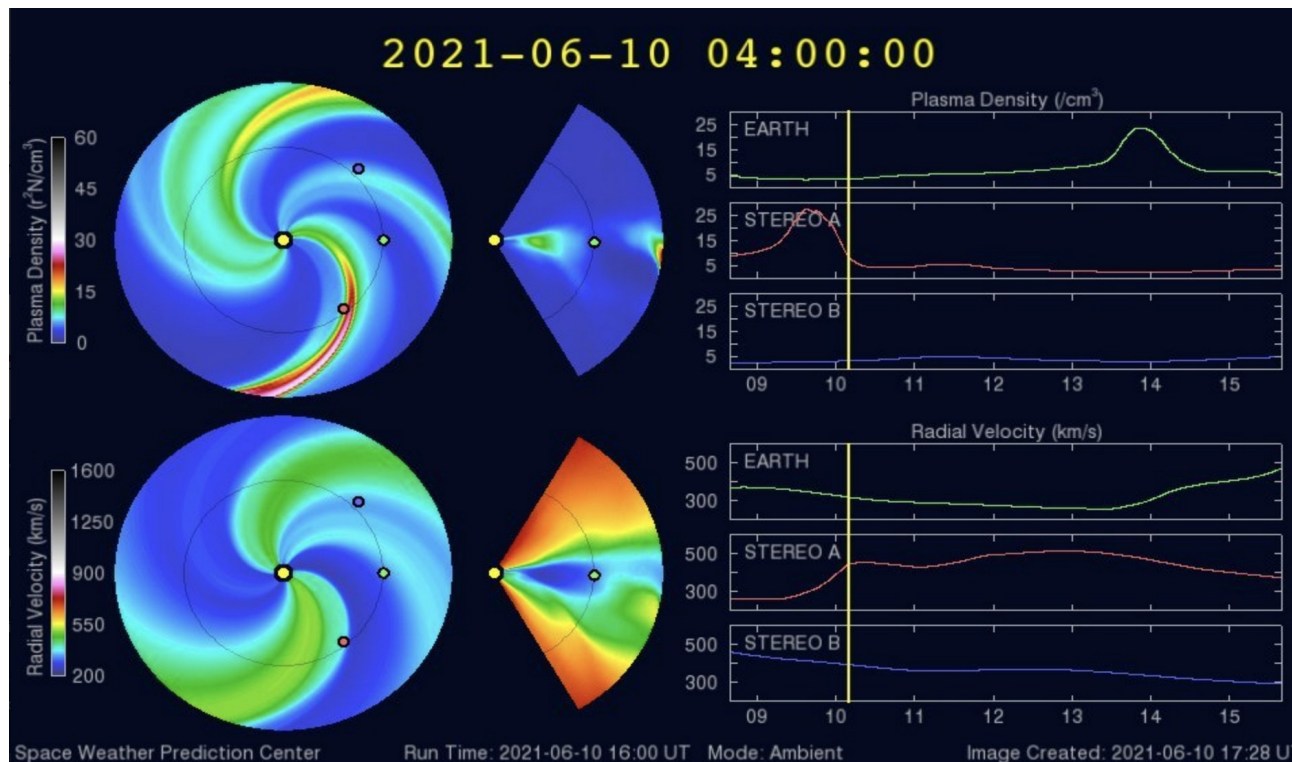 2021-06-10 04:00:00
Plasma Density (r²N/cm³)
60
45
30
15
0
Plasma Density (/cm³)
25
15
5
EARTH
25
15
5
STEREO A
25
15
5
STEREO B
09 10 11 12 13 14 15
Radial Velocity (km/s)
1600
1250
900
550
200
Radial Velocity (km/s)
500
300
EARTH
500
300
STEREO A
500
300
STEREO B
09 10 11 12 13 14 15
Space Weather Prediction Center Run Time: 2021-06-10 16:00 UT Mode: Ambient Image Created: 2021-06-10 17:28 U